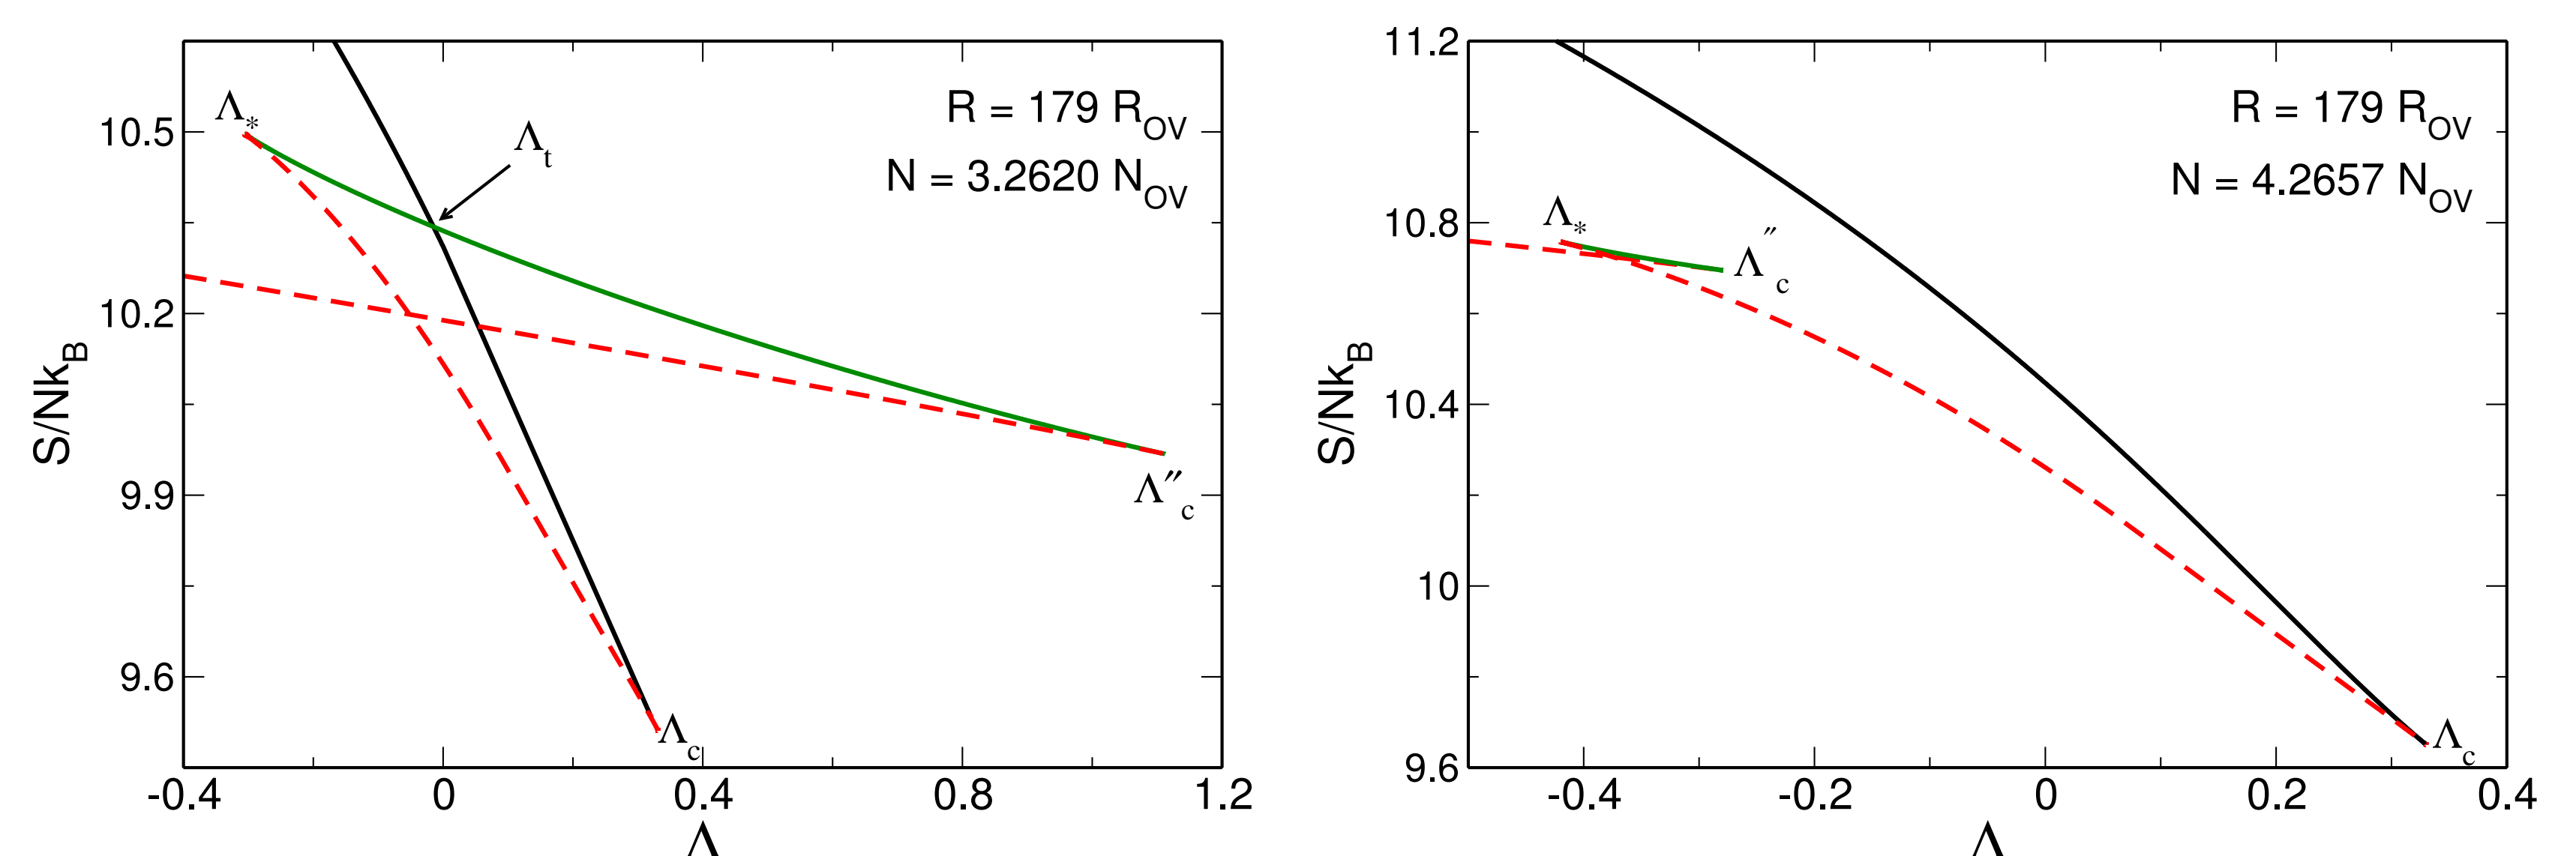 R = 179 R_OV
N = 3.2620 N_OV
Λ_*
Λ_t
Λ″_c
Λ_c
S/Nk_B
10.5
10.2
9.9
9.6
-0.4 0 0.4 0.8 1.2
Λ
R = 179 R_OV
N = 4.2657 N_OV
Λ_*
Λ″_c
Λ_c
S/Nk_B
11.2
10.8
10.4
10
9.6
-0.4 -0.2 0 0.2 0.4
Λ